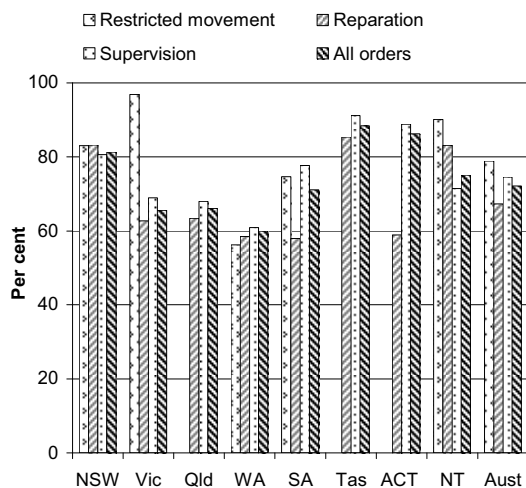 Restricted movement Reparation
Supervision All orders
100
80
60
40
20
0
Per cent
NSW Vic Qld WA SA Tas ACT NT Aust